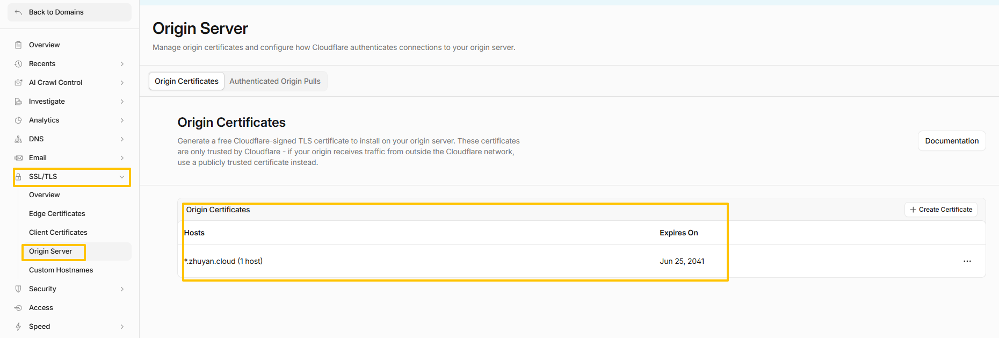 Back to Domains
Overview
Recents
AI Crawl Control
Investigate
Analytics
DNS
Email
SSL/TLS
Overview
Edge Certificates
Client Certificates
Origin Server
Custom Hostnames
Security
Access
Speed
Origin Server
Manage origin certificates and configure how Cloudflare authenticates connections to your origin server.
Origin Certificates
Authenticated Origin Pulls
Origin Certificates
Generate a free Cloudflare-signed TLS certificate to install on your origin server. These certificates
are only trusted by Cloudflare - if your origin receives traffic from outside the Cloudflare network,
use a publicly trusted certificate instead.
Documentation
Origin Certificates
+ Create Certificate
Hosts
Expires On
*.zhuyan.cloud (1 host)
Jun 25, 2041